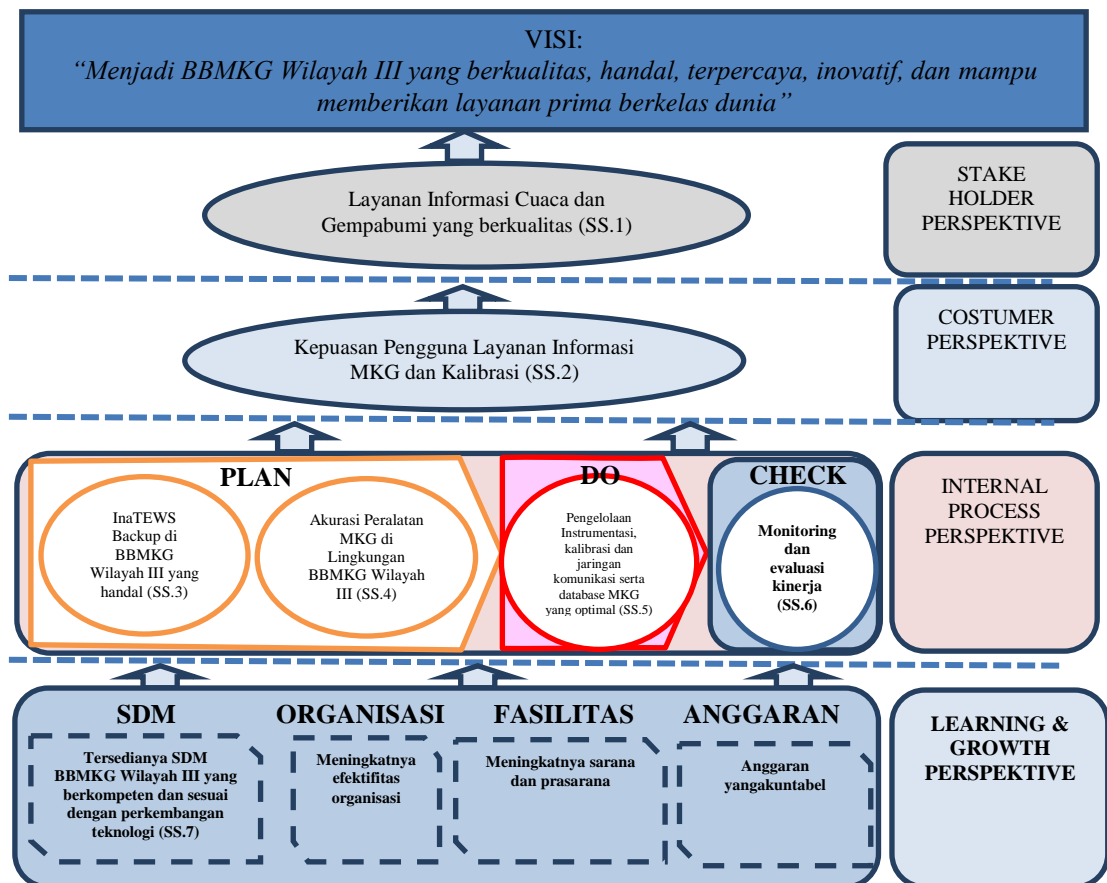 VISI:
“Menjadi BBMKG Wilayah III yang berkualitas, handal, terpercaya, inovatif, dan mampu
memberikan layanan prima berkelas dunia”
Layanan Informasi Cuaca dan
Gempabumi yang berkualitas (SS.1)
STAKE
HOLDER
PERSPEKTIVE
Kepuasan Pengguna Layanan Informasi
MKG dan Kalibrasi (SS.2)
COSTUMER
PERSPEKTIVE
PLAN
InaTEWS
Backup di
BBMKG
Wilayah III yang
handal (SS.3)
Akurasi Peralatan
MKG di
Lingkungan
BBMKG Wilayah
III (SS.4)
DO
Pengelolaan
Instrumentasi,
kalibrasi dan
jaringan
komunikasi serta
database MKG
yang optimal (SS.5)
CHECK
Monitoring
dan
evaluasi
kinerja
(SS.6)
INTERNAL
PROCESS
PERSPEKTIVE
SDM
Tersedianya SDM
BBMKG Wilayah III yang
berkompeten dan sesuai
dengan perkembangan
teknologi (SS.7)
ORGANISASI
Meningkatnya
efektifitas
organisasi
FASILITAS
Meningkatnya sarana
dan prasarana
ANGGARAN
Anggaran
yangakuntabel
LEARNING &
GROWTH
PERSPEKTIVE